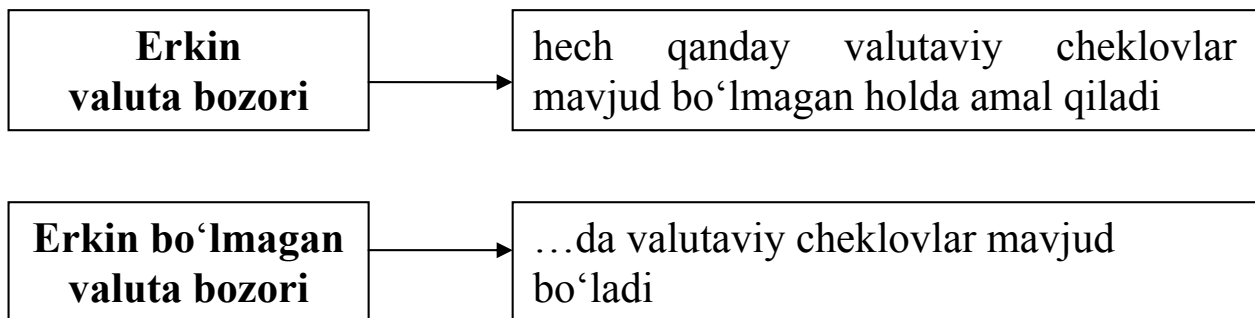 Erkin
valuta bozori
hech qanday valutaviy cheklovlar
mavjud bo‘lmagan holda amal qiladi
Erkin bo‘lmagan
valuta bozori
…da valutaviy cheklovlar mavjud
bo‘ladi